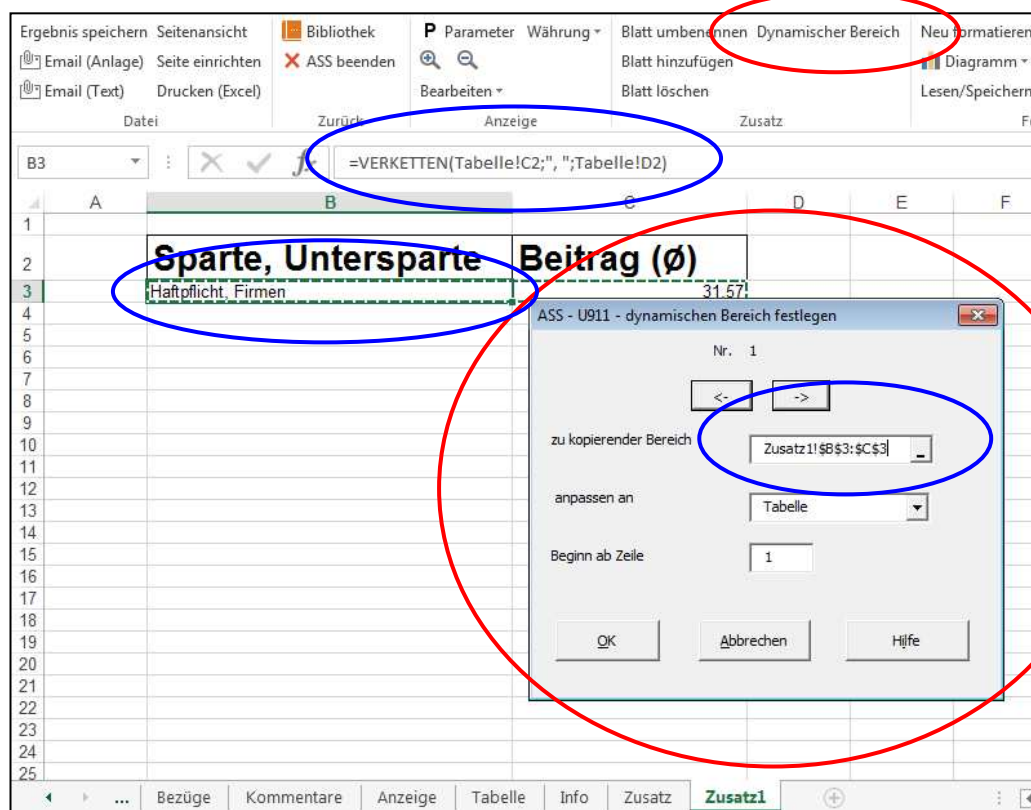 Ergebnis speichern Seitenansicht Bibliothek P Parameter Währung Blatt umbenennen Dynamischer Bereich Neu formatieren
Email (Anlage) Seite einrichten ASS beenden Blatt hinzufügen Diagramm
Email (Text) Drucken (Excel) Bearbeiten Blatt löschen Lesen/Speichern
Datei Zurück Anzeige Zusatz
B3 fx =VERKETTEN(Tabelle!C2;", ";Tabelle!D2)
A B C D E F
1
2 Sparte, Untersparte Beitrag (ø)
3 Haftpflicht, Firmen 31.57
4
5
6
7
8
9
10
11
12
13
14
15
16
17
18
19
20
21
22
23
24
25
ASS - U911 - dynamischen Bereich festlegen
Nr. 1
<- ->
zu kopierender Bereich Zusatz1!$B$3:$C$3
anpassen an Tabelle
Beginn ab Zeile 1
OK Abbrechen Hilfe
... Bezüge Kommentare Anzeige Tabelle Info Zusatz Zusatz1